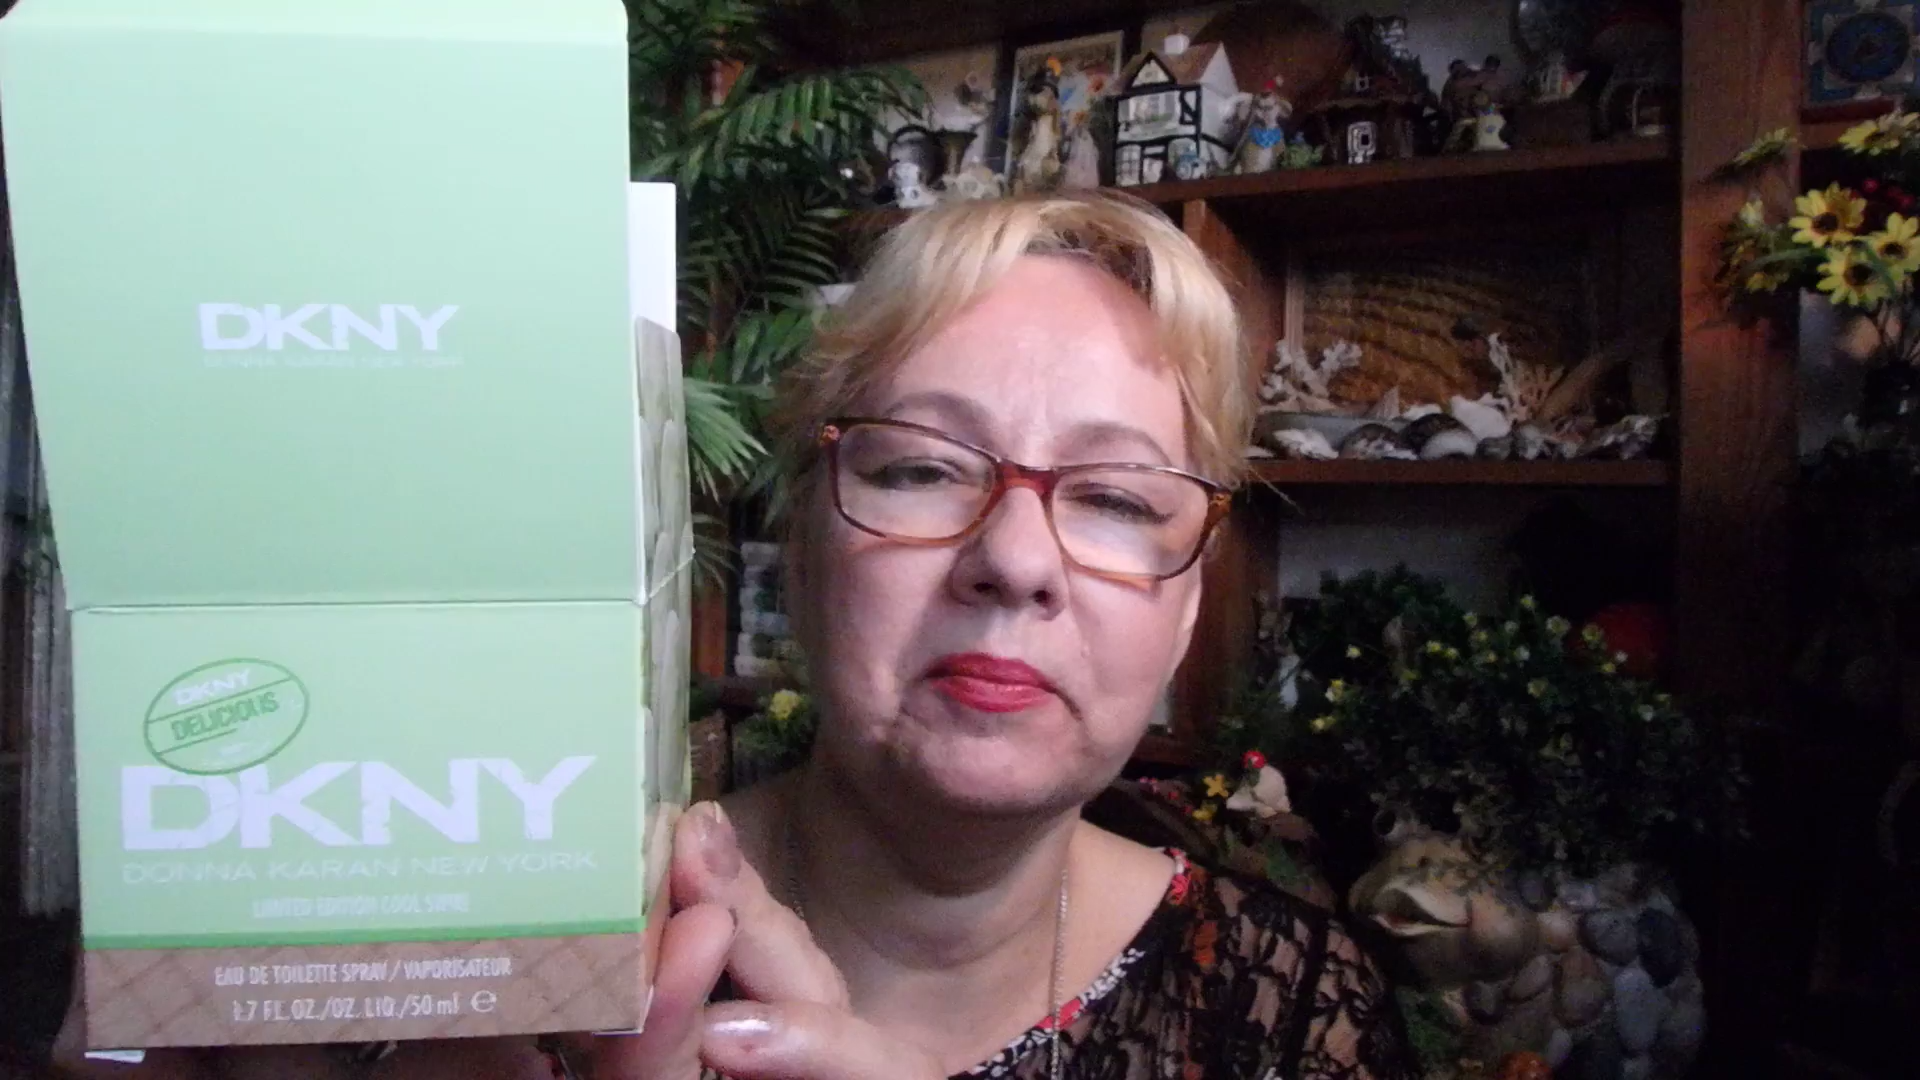 DKNY
DONNA KARAN NEW YORK
DKNY
DELICIOUS
DKNY
DONNA KARAN NEW YORK
LIMITED EDITION COOL SWIRL
EAU DE TOILETTE SPRAY / VAPORISATEUR
1.7 FL.OZ./OZ. LIQ./50 ml e